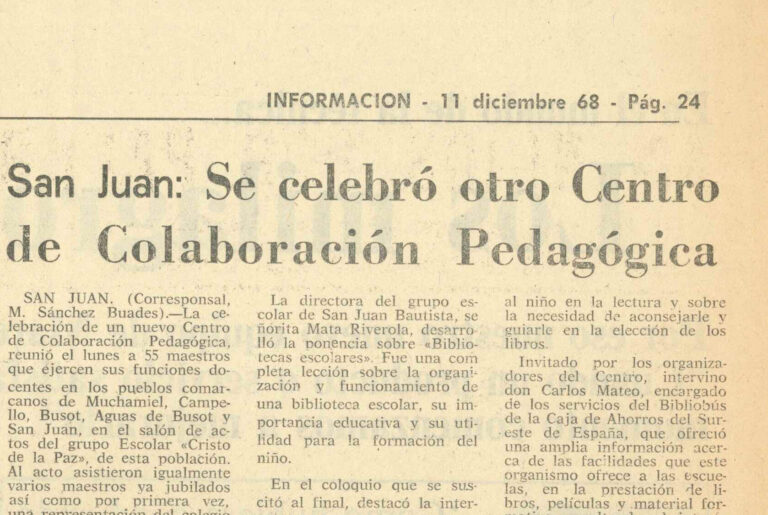 INFORMACION - 11 diciembre 68 - Pág. 24
San Juan: Se celebró otro Centro
de Colaboración Pedagógica
SAN JUAN. (Corresponsal,
M. Sánchez Buades).—La ce-
lebración de un nuevo Centro
de Colaboración Pedagógica,
reunió el lunes a 55 maestros
que ejercen sus funciones do-
centes en los pueblos comar-
canos de Muchamiel, Campe-
llo, Busot, Aguas de Busot y
San Juan, en el salón de ac-
tos del grupo Escolar «Cristo
de la Paz», de esta población.
Al acto asistieron igualmente
varios maestros ya jubilados
así como por primera vez,
una representación del colegio
La directora del grupo es-
colar de San Juan Bautista, se
ñorita Mata Riverola, desarro-
lló la ponencia sobre «Biblio-
tecas escolares». Fue una com
pleta lección sobre la organi-
zación y funcionamiento de
una biblioteca escolar, su im-
portancia educativa y su uti-
lidad para la formación del
niño.
En el coloquio que se sus-
citó al final, destacó la inter-
al niño en la lectura y sobre
la necesidad de aconsejarle y
guiarle en la elección de los
libros.
Invitado por los organiza-
dores del Centro, intervino
don Carlos Mateo, encargado
de los servicios del Bibliobús
de la Caja de Ahorros del Sur-
este de España, que ofreció
una amplia información acer-
ca de las facilidades que este
organismo ofrece a las escue-
las, en la prestación de li-
bros, películas y material for-